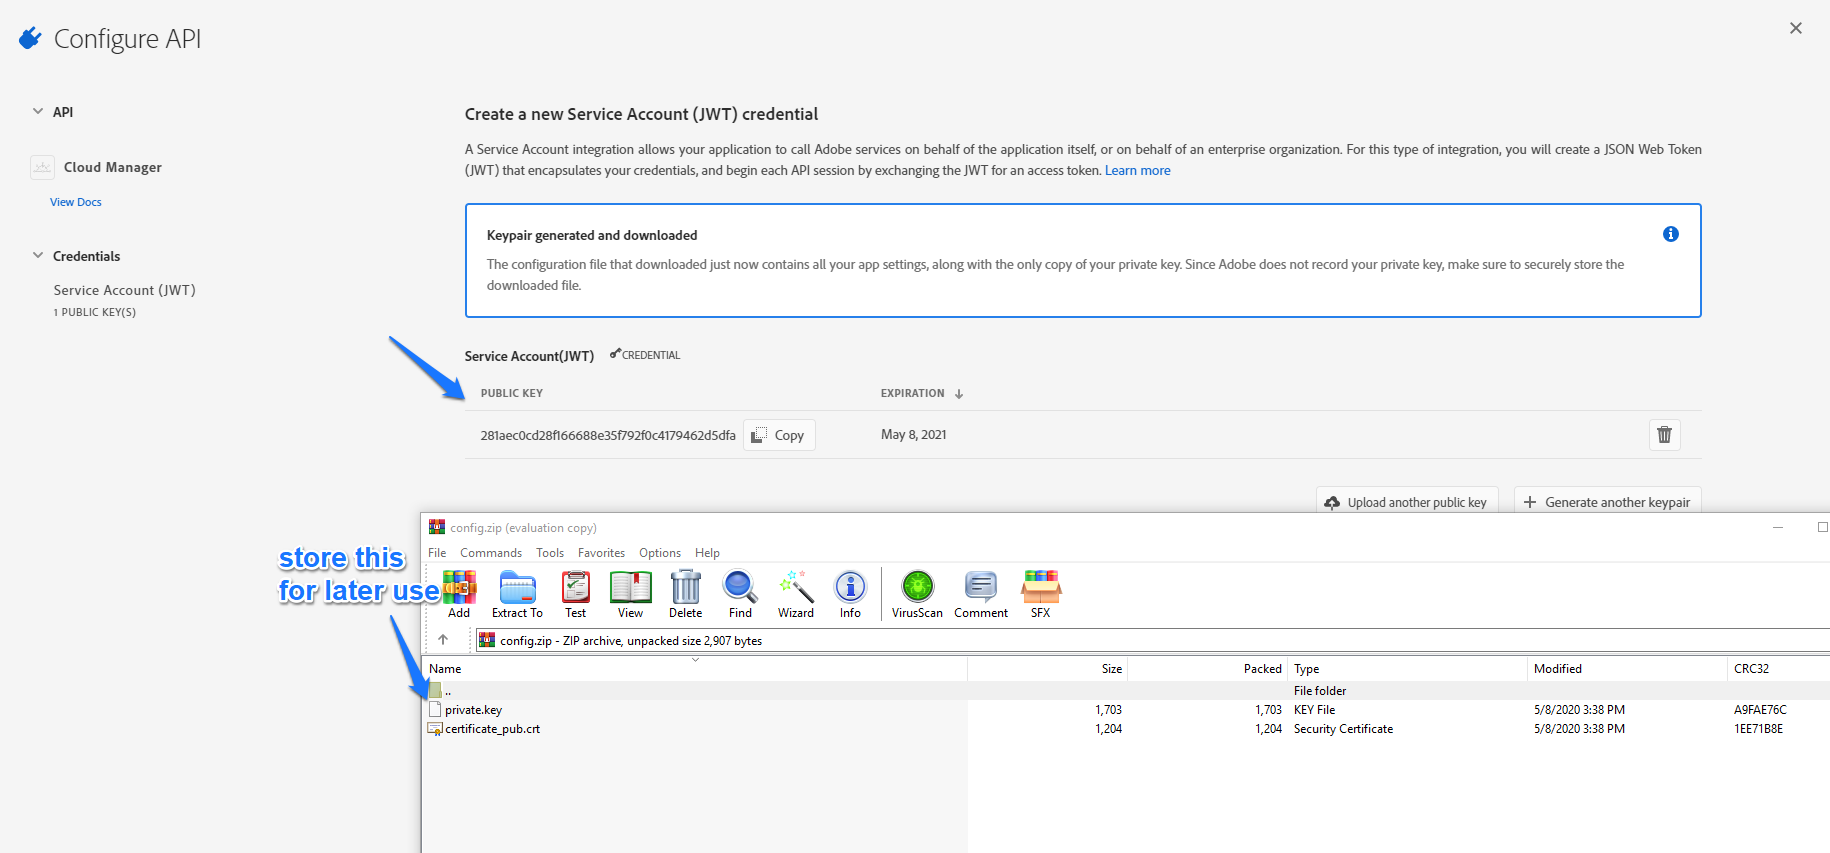 Configure API
API
Cloud Manager
View Docs
Credentials
Service Account (JWT)
1 PUBLIC KEY(S)
Create a new Service Account (JWT) credential
A Service Account integration allows your application to call Adobe services on behalf of the application itself, or on behalf of an enterprise organization. For this type of integration, you will create a JSON Web Token
(JWT) that encapsulates your credentials, and begin each API session by exchanging the JWT for an access token. Learn more
Keypair generated and downloaded
The configuration file that downloaded just now contains all your app settings, along with the only copy of your private key. Since Adobe does not record your private key, make sure to securely store the
downloaded file.
Service Account(JWT) CREDENTIAL
PUBLIC KEY EXPIRATION
281aec0cd28f166688e35f792f0c4179462d5dfa Copy May 8, 2021
Upload another public key Generate another keypair
store this
for later use
config.zip (evaluation copy)
File Commands Tools Favorites Options Help
Add Extract To Test View Delete Find Wizard Info VirusScan Comment SFX
config.zip - ZIP archive, unpacked size 2,907 bytes
Name Size Packed Type Modified CRC32
.. File folder
private.key 1,703 1,703 KEY File 5/8/2020 3:38 PM A9FAE76C
certificate_pub.crt 1,204 1,204 Security Certificate 5/8/2020 3:38 PM 1EE71B8E